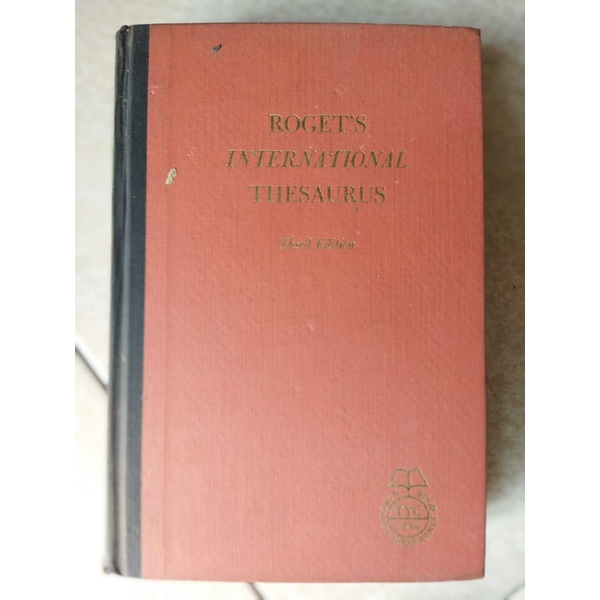 ROGET'S
INTERNATIONAL
THESAURUS
Third Edition